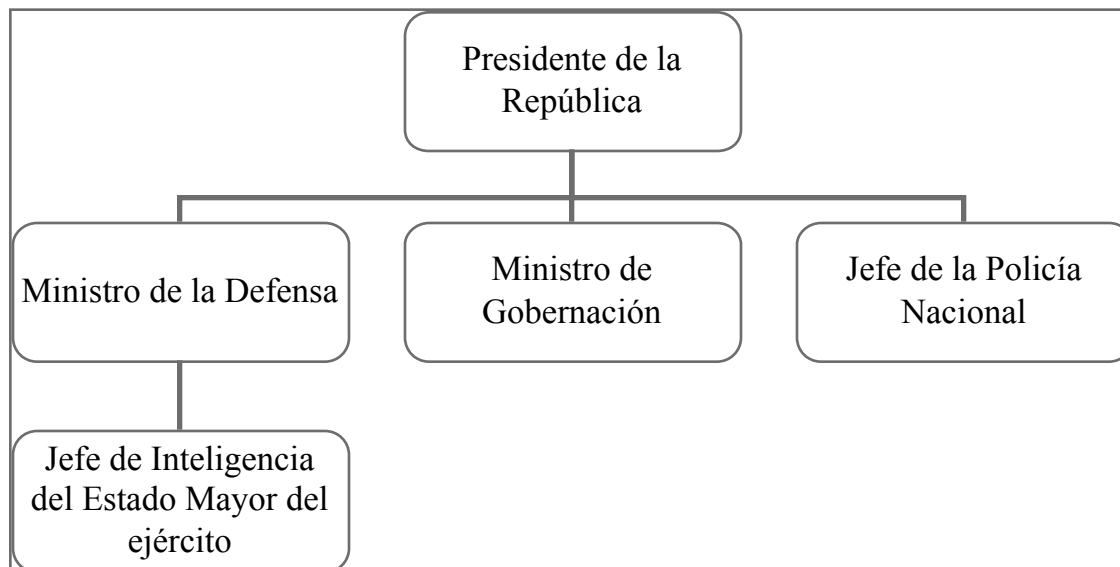 Presidente de la
República
Ministro de la Defensa
Ministro de
Gobernación
Jefe de la Policía
Nacional
Jefe de Inteligencia
del Estado Mayor del
ejército